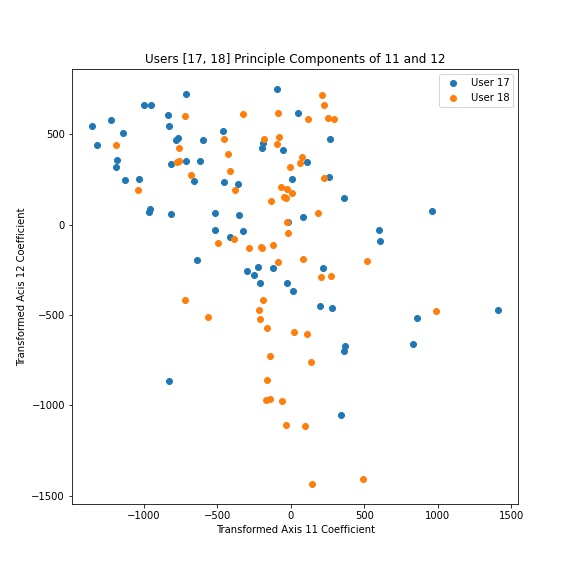 Users [17, 18] Principle Components of 11 and 12
User 17
User 18
Transformed Acis 12 Coefficient
500
0
−500
−1000
−1500
−1000
−500
0
500
1000
1500
Transformed Axis 11 Coefficient